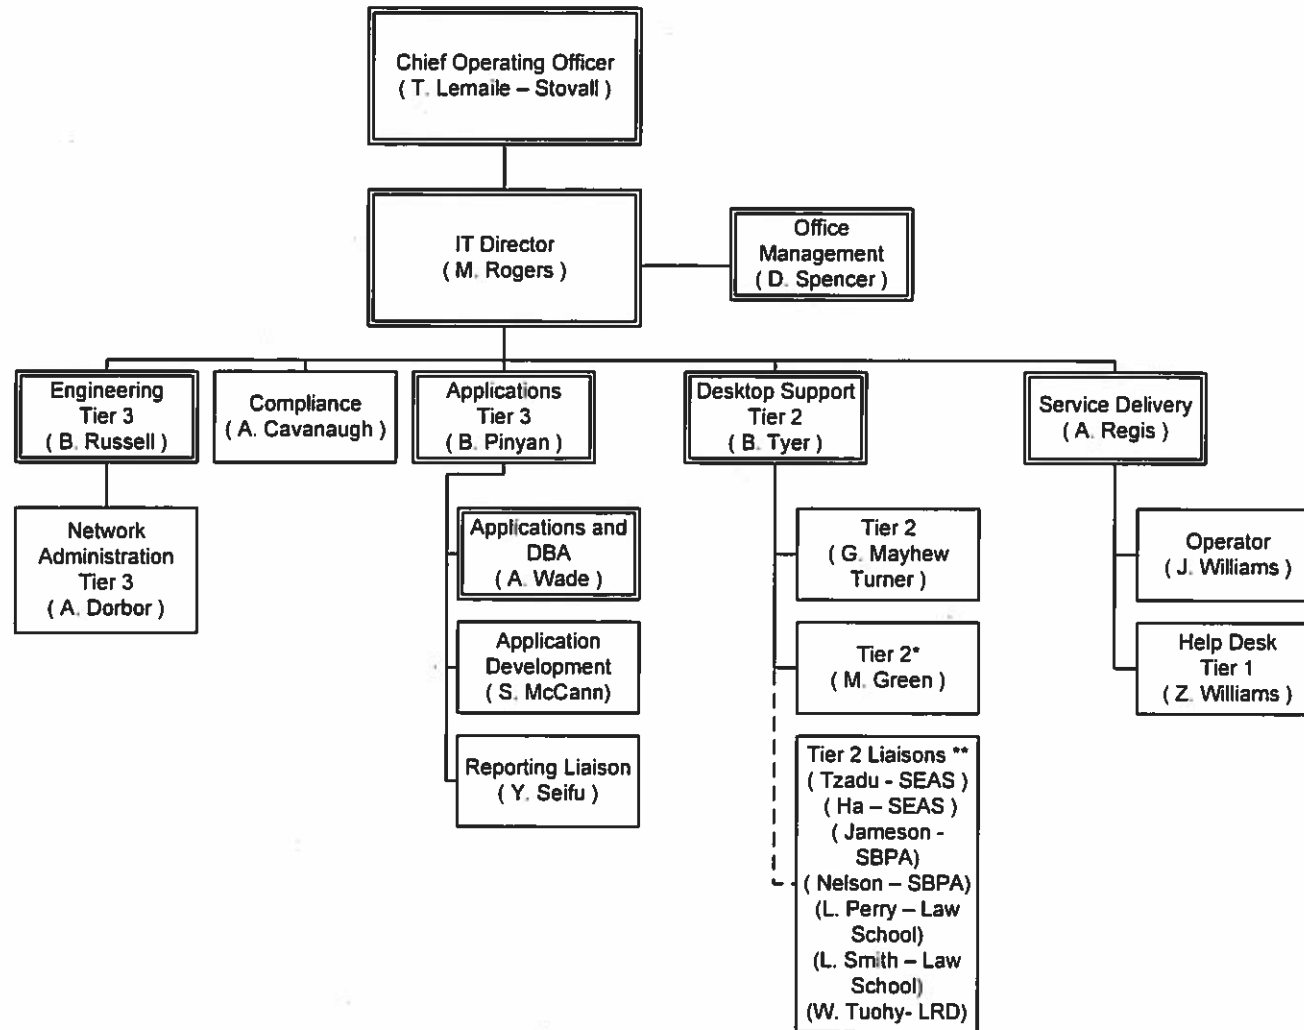 Chief Operating Officer
( T. Lemaile – Stovall )
IT Director
( M. Rogers )
Office
Management
( D. Spencer )
Engineering
Tier 3
( B. Russell )
Compliance
( A. Cavanaugh )
Applications
Tier 3
( B. Pinyan )
Desktop Support
Tier 2
( B. Tyer )
Service Delivery
( A. Regis )
Network
Administration
Tier 3
( A. Dorbor )
Applications and
DBA
( A. Wade )
Application
Development
( S. McCann)
Reporting Liaison
( Y. Seifu )
Tier 2
( G. Mayhew
Turner )
Tier 2*
( M. Green )
Tier 2 Liaisons **
( Tzadu - SEAS )
( Ha – SEAS )
( Jameson -
SBPA)
( Nelson – SBPA)
(L. Perry – Law
School)
(L. Smith – Law
School)
(W. Tuohy- LRD)
Operator
( J. Williams )
Help Desk
Tier 1
( Z. Williams )